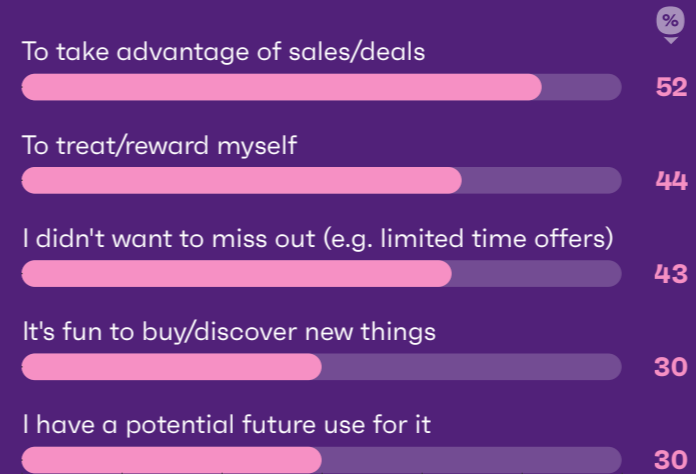 %
To take advantage of sales/deals
52
To treat/reward myself
44
I didn't want to miss out (e.g. limited time offers)
43
It's fun to buy/discover new things
30
I have a potential future use for it
30